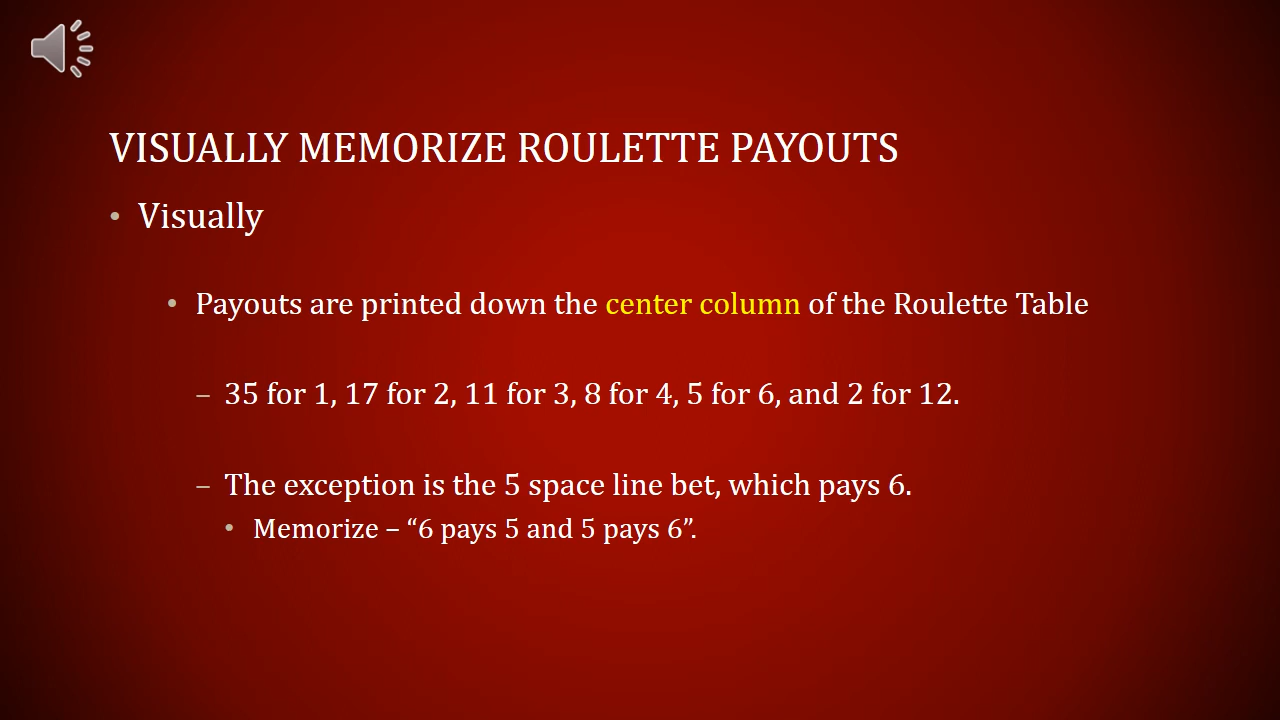 VISUALLY MEMORIZE ROULETTE PAYOUTS
• Visually
• Payouts are printed down the center column of the Roulette Table
– 35 for 1, 17 for 2, 11 for 3, 8 for 4, 5 for 6, and 2 for 12.
– The exception is the 5 space line bet, which pays 6.
• Memorize – “6 pays 5 and 5 pays 6”.